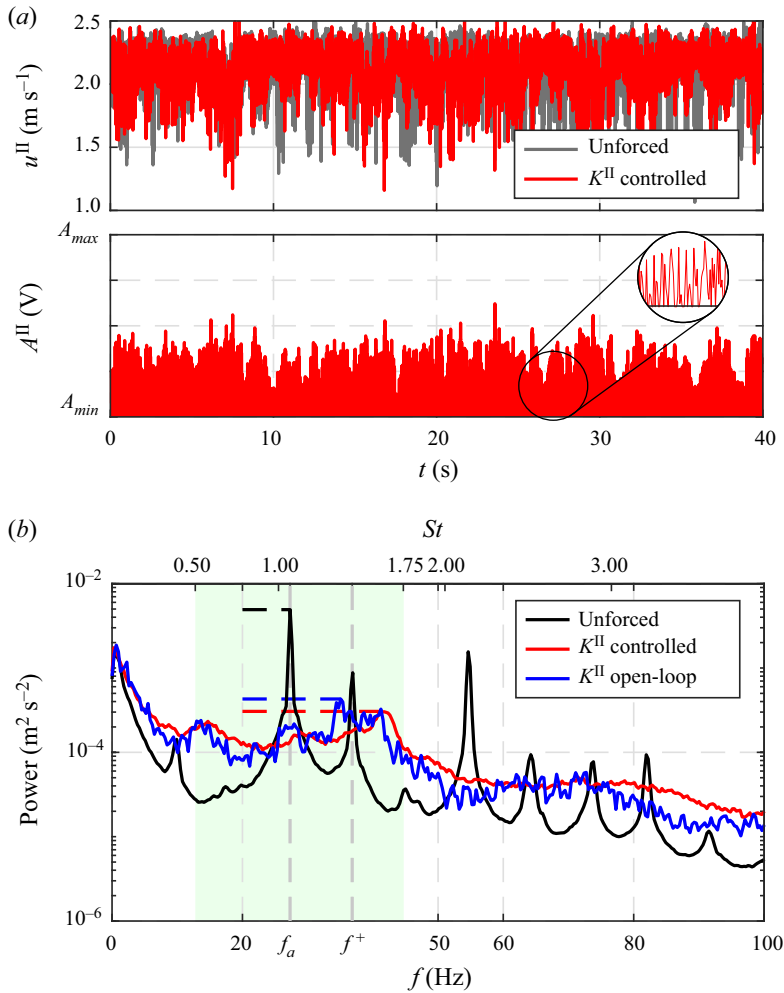 (a)
2.5
2.0
1.5
1.0
u^II (m s⁻¹)
Unforced
K^II controlled
A_max
A_min
A^II (V)
0 10 20 30 40
t (s)
(b)
St
0.50 1.00 1.75 2.00 3.00
10⁻²
10⁻⁴
10⁻⁶
Power (m² s⁻²)
Unforced
K^II controlled
K^II open-loop
0 20 f_a f⁺ 50 60 80 100
f (Hz)